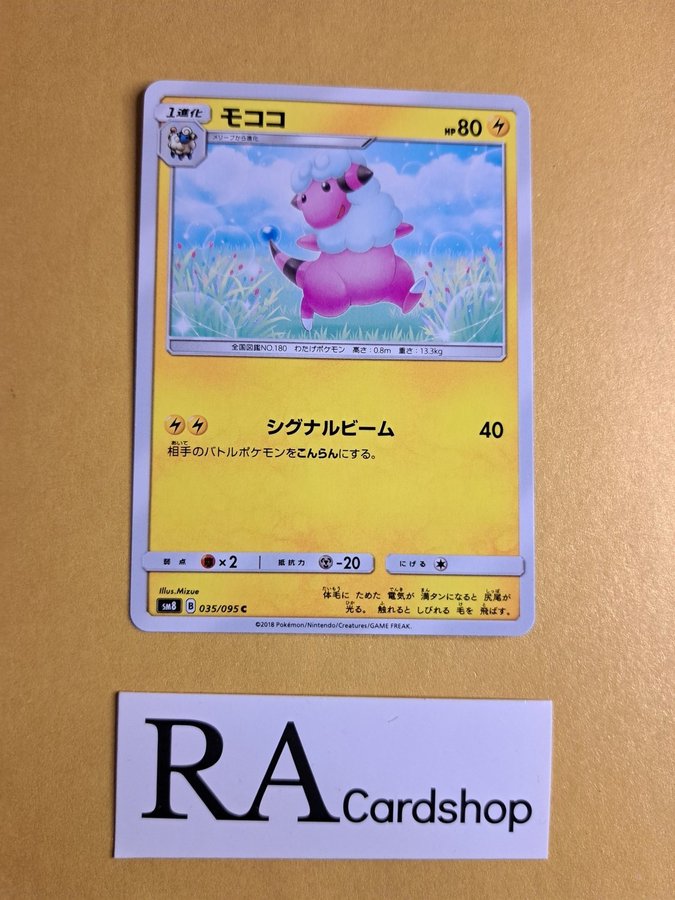 1進化 モココ HP 80
メリープから進化
全国図鑑NO.180 わたげポケモン 高さ:0.8m 重さ:13.3kg
シグナルビーム 40
相手のバトルポケモンをこんらんにする。
弱点 ×2 抵抗力 -20 にげる
Illus.Mizue
体毛に ためた 電気が 満タンになると 尻尾が
光る。 触れると しびれる 毛を 飛ばす。
SM8 B 035/095 C
©2018 Pokémon/Nintendo/Creatures/GAME FREAK.
RA Cardshop